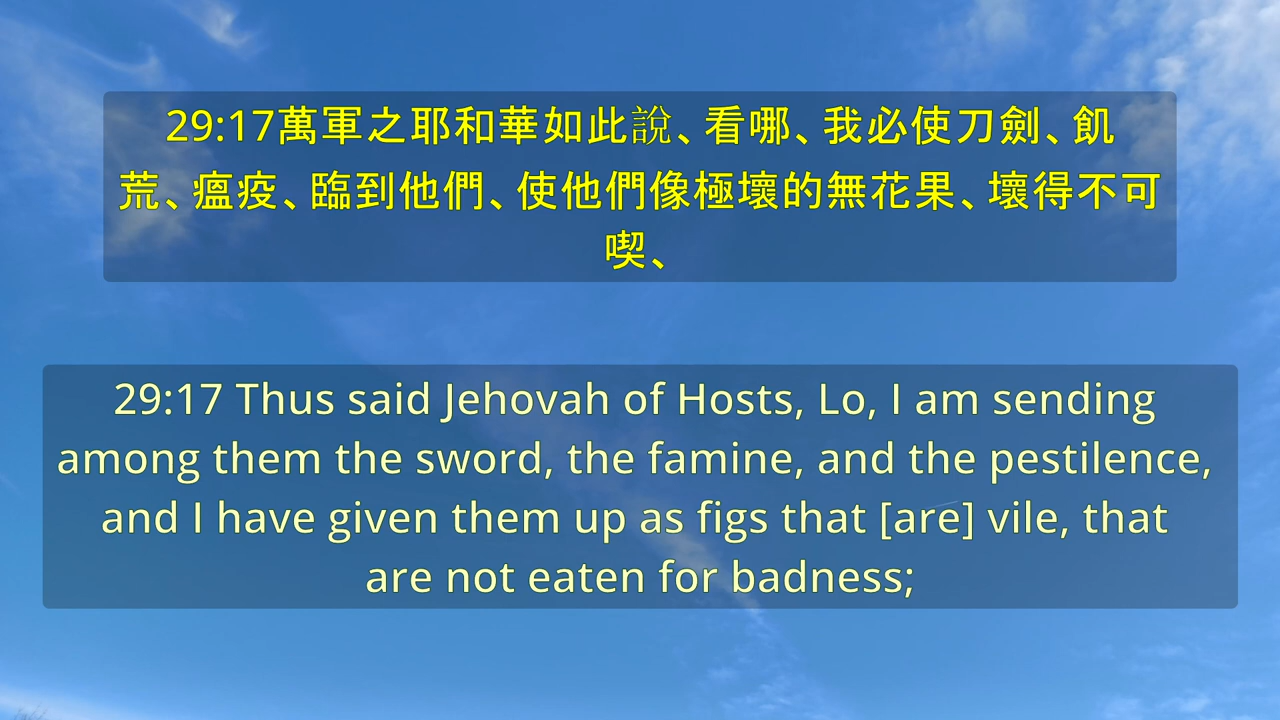 29:17萬軍之耶和華如此說、看哪、我必使刀劍、飢
荒、瘟疫、臨到他們、使他們像極壞的無花果、壞得不可
喫、
29:17 Thus said Jehovah of Hosts, Lo, I am sending
among them the sword, the famine, and the pestilence,
and I have given them up as figs that [are] vile, that
are not eaten for badness;